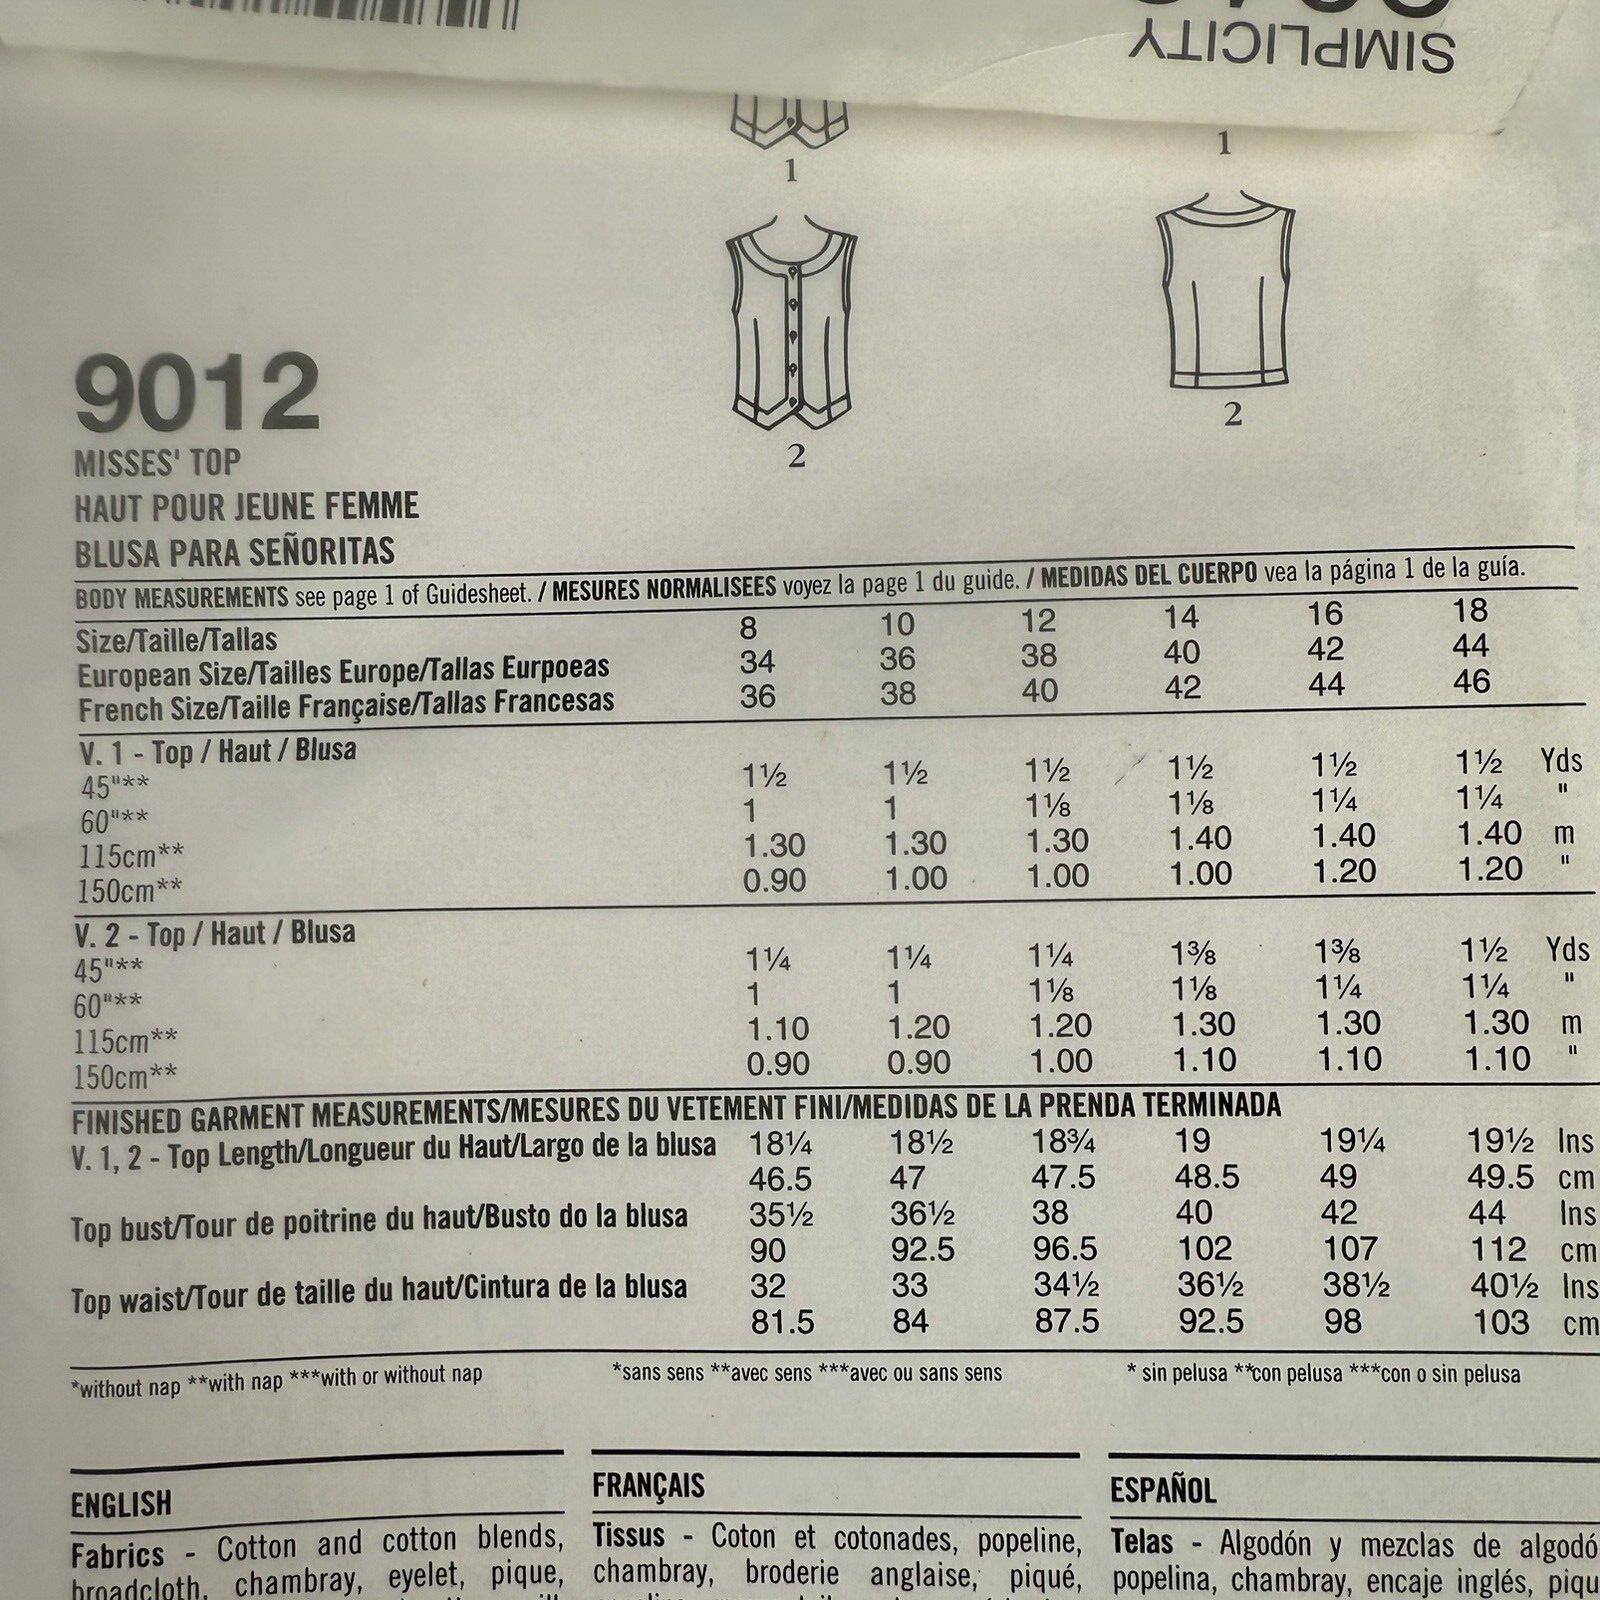 SIMPLICITY
1
1
2
2
9012
MISSES' TOP
HAUT POUR JEUNE FEMME
BLUSA PARA SEÑORITAS
BODY MEASUREMENTS see page 1 of Guidesheet. / MESURES NORMALISEES voyez la page 1 du guide. / MEDIDAS DEL CUERPO vea la página 1 de la guía.
Size/Taille/Tallas 8 10 12 14 16 18
European Size/Tailles Europe/Tallas Eurpoeas 34 36 38 40 42 44
French Size/Taille Française/Tallas Francesas 36 38 40 42 44 46
V. 1 - Top / Haut / Blusa
45"** 1½ 1½ 1½ 1½ 1½ 1½ Yds
60"** 1 1 1⅛ 1⅛ 1¼ 1¼ "
115cm** 1.30 1.30 1.30 1.40 1.40 1.40 m
150cm** 0.90 1.00 1.00 1.00 1.20 1.20 "
V. 2 - Top / Haut / Blusa
45"** 1¼ 1¼ 1¼ 1⅜ 1⅜ 1½ Yds
60"** 1 1 1⅛ 1⅛ 1¼ 1¼ "
115cm** 1.10 1.20 1.20 1.30 1.30 1.30 m
150cm** 0.90 0.90 1.00 1.10 1.10 1.10 "
FINISHED GARMENT MEASUREMENTS/MESURES DU VETEMENT FINI/MEDIDAS DE LA PRENDA TERMINADA
V. 1, 2 - Top Length/Longueur du Haut/Largo de la blusa 18¼ 18½ 18¾ 19 19¼ 19½ Ins
46.5 47 47.5 48.5 49 49.5 cm
Top bust/Tour de poitrine du haut/Busto do la blusa 35½ 36½ 38 40 42 44 Ins
90 92.5 96.5 102 107 112 cm
Top waist/Tour de taille du haut/Cintura de la blusa 32 33 34½ 36½ 38½ 40½ Ins
81.5 84 87.5 92.5 98 103 cm
*without nap **with nap ***with or without nap *sans sens **avec sens ***avec ou sans sens * sin pelusa **con pelusa ***con o sin pelusa
ENGLISH
Fabrics - Cotton and cotton blends,
broadcloth, chambray, eyelet, pique,
FRANÇAIS
Tissus - Coton et cotonades, popeline,
chambray, broderie anglaise, piqué,
ESPAÑOL
Telas - Algodón y mezclas de algodó
popelina, chambray, encaje inglés, piqu